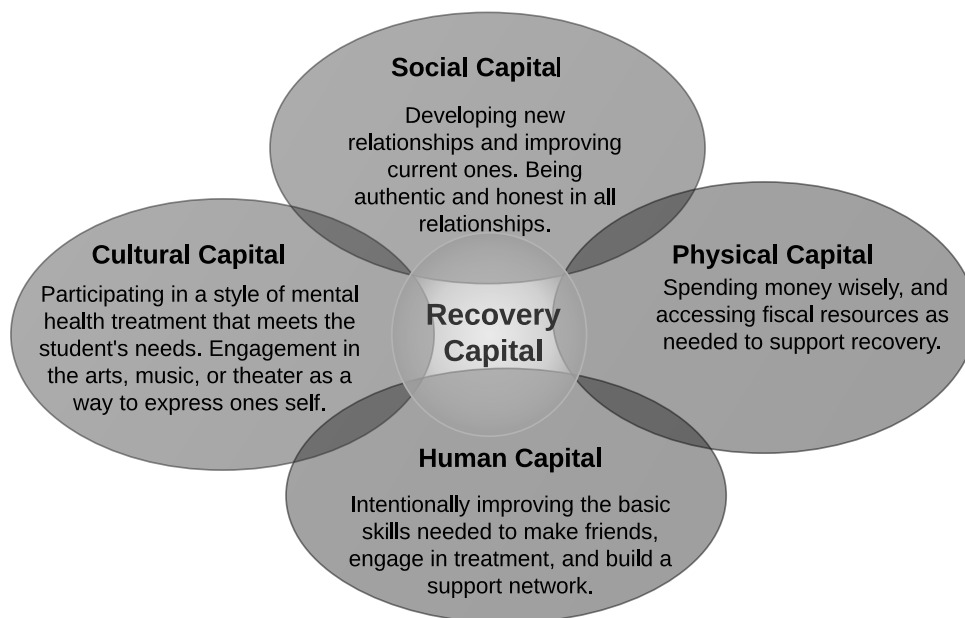 Social Capital
Developing new
relationships and improving
current ones. Being
authentic and honest in all
relationships.
Cultural Capital
Participating in a style of mental
health treatment that meets the
student's needs. Engagement in
the arts, music, or theater as a
way to express ones self.
Recovery
Capital
Physical Capital
Spending money wisely, and
accessing fiscal resources as
needed to support recovery.
Human Capital
Intentionally improving the basic
skills needed to make friends,
engage in treatment, and build a
support network.